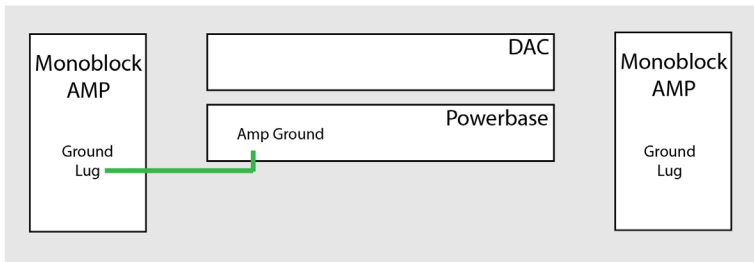 Monoblock
AMP
Ground
Lug
DAC
Powerbase
Amp Ground
Monoblock
AMP
Ground
Lug